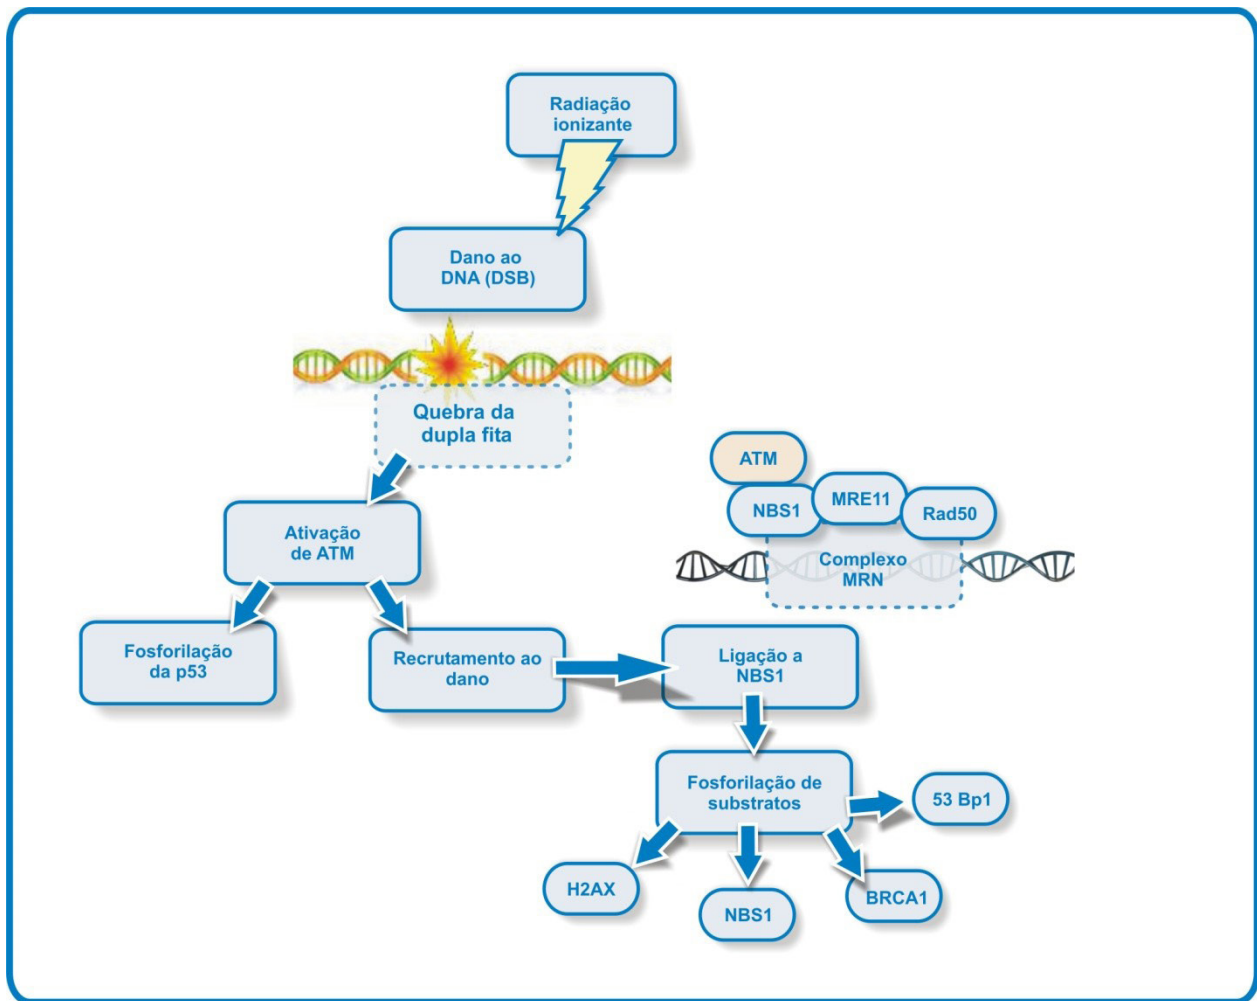 Radiação
ionizante
Dano ao
DNA (DSB)
Quebra da
dupla fita
ATM
NBS1
MRE11
Rad50
Complexo
MRN
Ativação
de ATM
Fosforilação
da p53
Recrutamento ao
dano
Ligação a
NBS1
Fosforilação de
substratos
53 Bp1
H2AX
NBS1
BRCA1